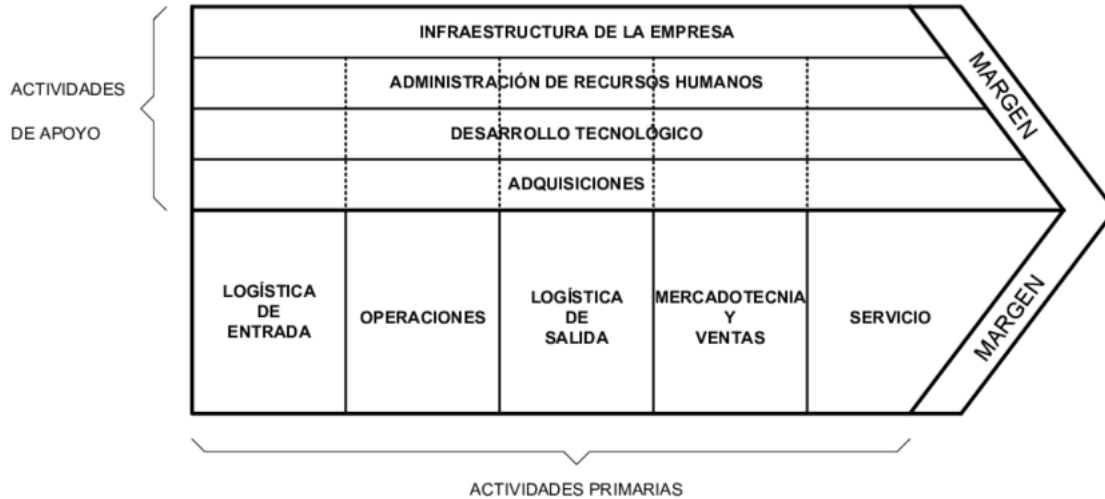 INFRAESTRUCTURA DE LA EMPRESA
ACTIVIDADES
DE APOYO
ADMINISTRACIÓN DE RECURSOS HUMANOS
DESARROLLO TECNOLÓGICO
ADQUISICIONES
MARGEN
LOGÍSTICA
DE
ENTRADA
OPERACIONES
LOGÍSTICA
DE
SALIDA
MERCADOTECNIA
Y
VENTAS
SERVICIO
MARGEN
ACTIVIDADES PRIMARIAS